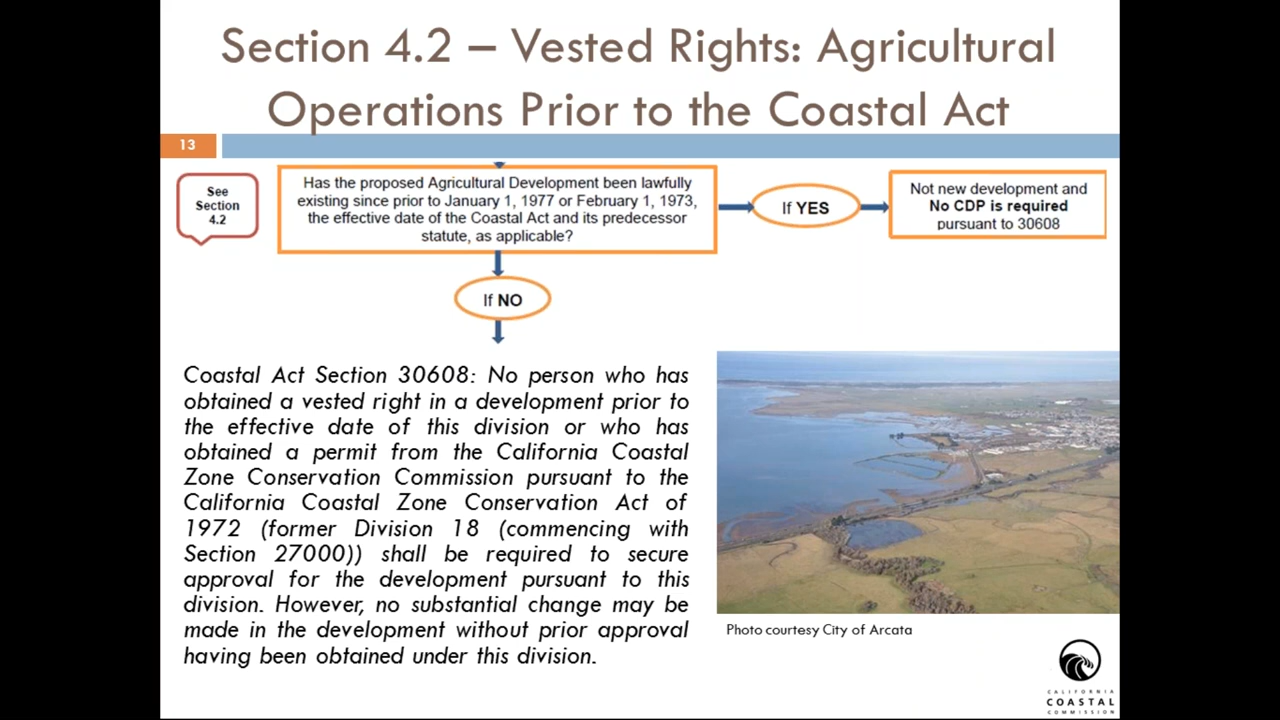 Section 4.2 – Vested Rights: Agricultural
Operations Prior to the Coastal Act
13
See
Section
4.2
Has the proposed Agricultural Development been lawfully
existing since prior to January 1, 1977 or February 1, 1973,
the effective date of the Coastal Act and its predecessor
statute, as applicable?
If YES
Not new development and
No CDP is required
pursuant to 30608
If NO
Coastal Act Section 30608: No person who has
obtained a vested right in a development prior to
the effective date of this division or who has
obtained a permit from the California Coastal
Zone Conservation Commission pursuant to the
California Coastal Zone Conservation Act of
1972 (former Division 18 (commencing with
Section 27000)) shall be required to secure
approval for the development pursuant to this
division. However, no substantial change may be
made in the development without prior approval
having been obtained under this division.
Photo courtesy City of Arcata
CALIFORNIA
COASTAL
COMMISSION